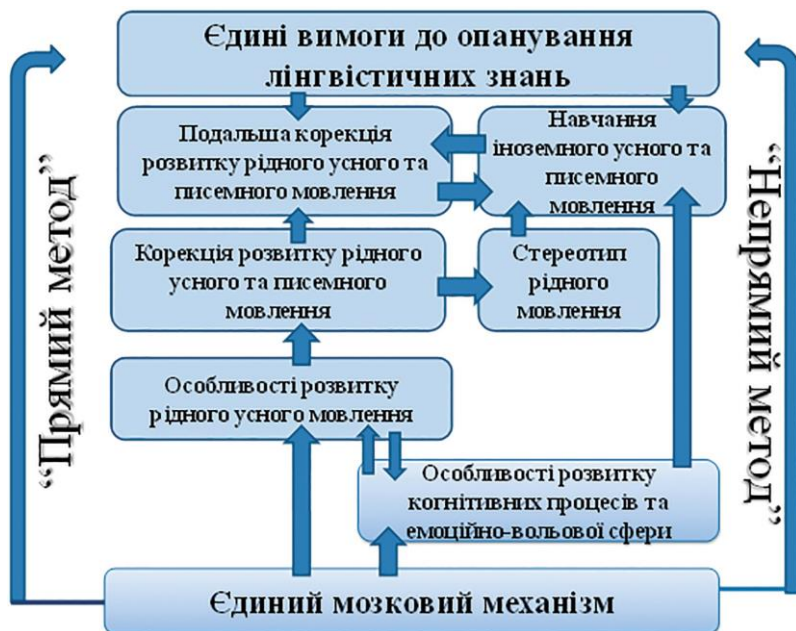 Єдині вимоги до опанування
лінгвістичних знань
Подальша корекція
розвитку рідного усного та
писемного мовлення
Навчання
іноземного усного та
писемного
мовлення
Корекція розвитку рідного
усного та писемного
мовлення
Стереотип
рідного
мовлення
Особливості розвитку
рідного усного мовлення
Особливості розвитку
когнітивних процесів та
емоційно-вольової сфери
Єдиний мозковий механізм
“Прямий метод”
“Непрямий метод”